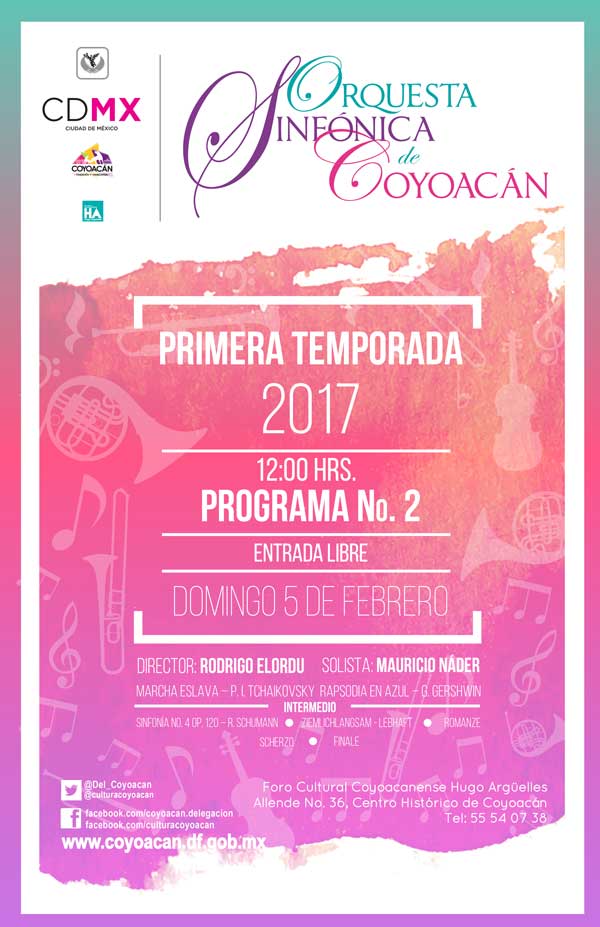 CDMX
CIUDAD DE MÉXICO
COYOACÁN
HA
ORQUESTA
SINFÓNICA
de
COYOACÁN
PRIMERA TEMPORADA
2017
12:00 HRS.
PROGRAMA No. 2
ENTRADA LIBRE
DOMINGO 5 DE FEBRERO
DIRECTOR: RODRIGO ELORDU SOLISTA: MAURICIO NÁDER
MARCHA ESLAVA – P. I. TCHAIKOVSKY RAPSODIA EN AZUL – G. GERSHWIN
INTERMEDIO
SINFONÍA NO. 4 OP. 120. – R. SCHUMANN ● ZIEMLICHLANGSAM - LEBHAFT ● ROMANZE
SCHERZO ● FINALE
@Del_Coyoacan
@culturacoyoacan
facebook.com/coyoacan.delegacion
facebook.com/culturacoyoacan
www.coyoacan.df.gob.mx
Foro Cultural Coyoacanense Hugo Argüelles
Allende No. 36, Centro Histórico de Coyoacán
Tel: 55 54 07 38